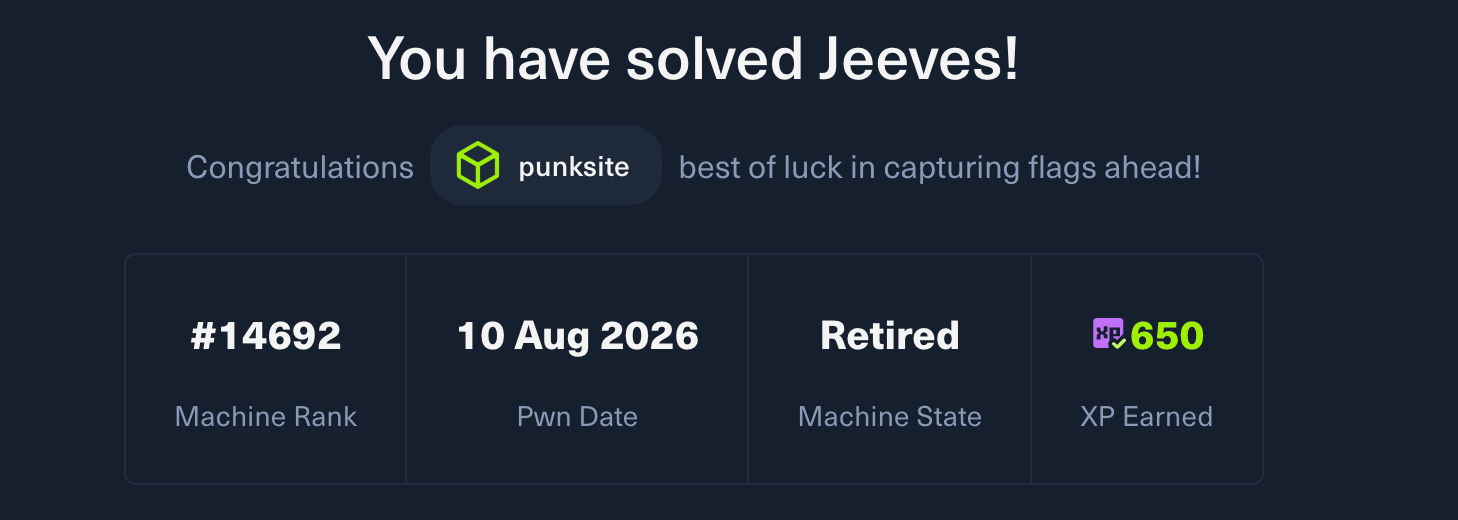 You have solved Jeeves!
Congratulations punksite best of luck in capturing flags ahead!
#14692 10 Aug 2026 Retired XP 650
Machine Rank Pwn Date Machine State XP Earned